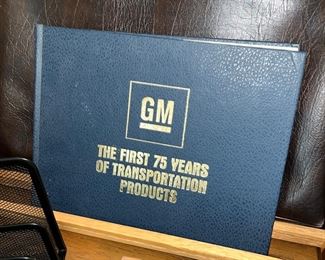 GM
THE FIRST 75 YEARS
OF TRANSPORTATION
PRODUCTS